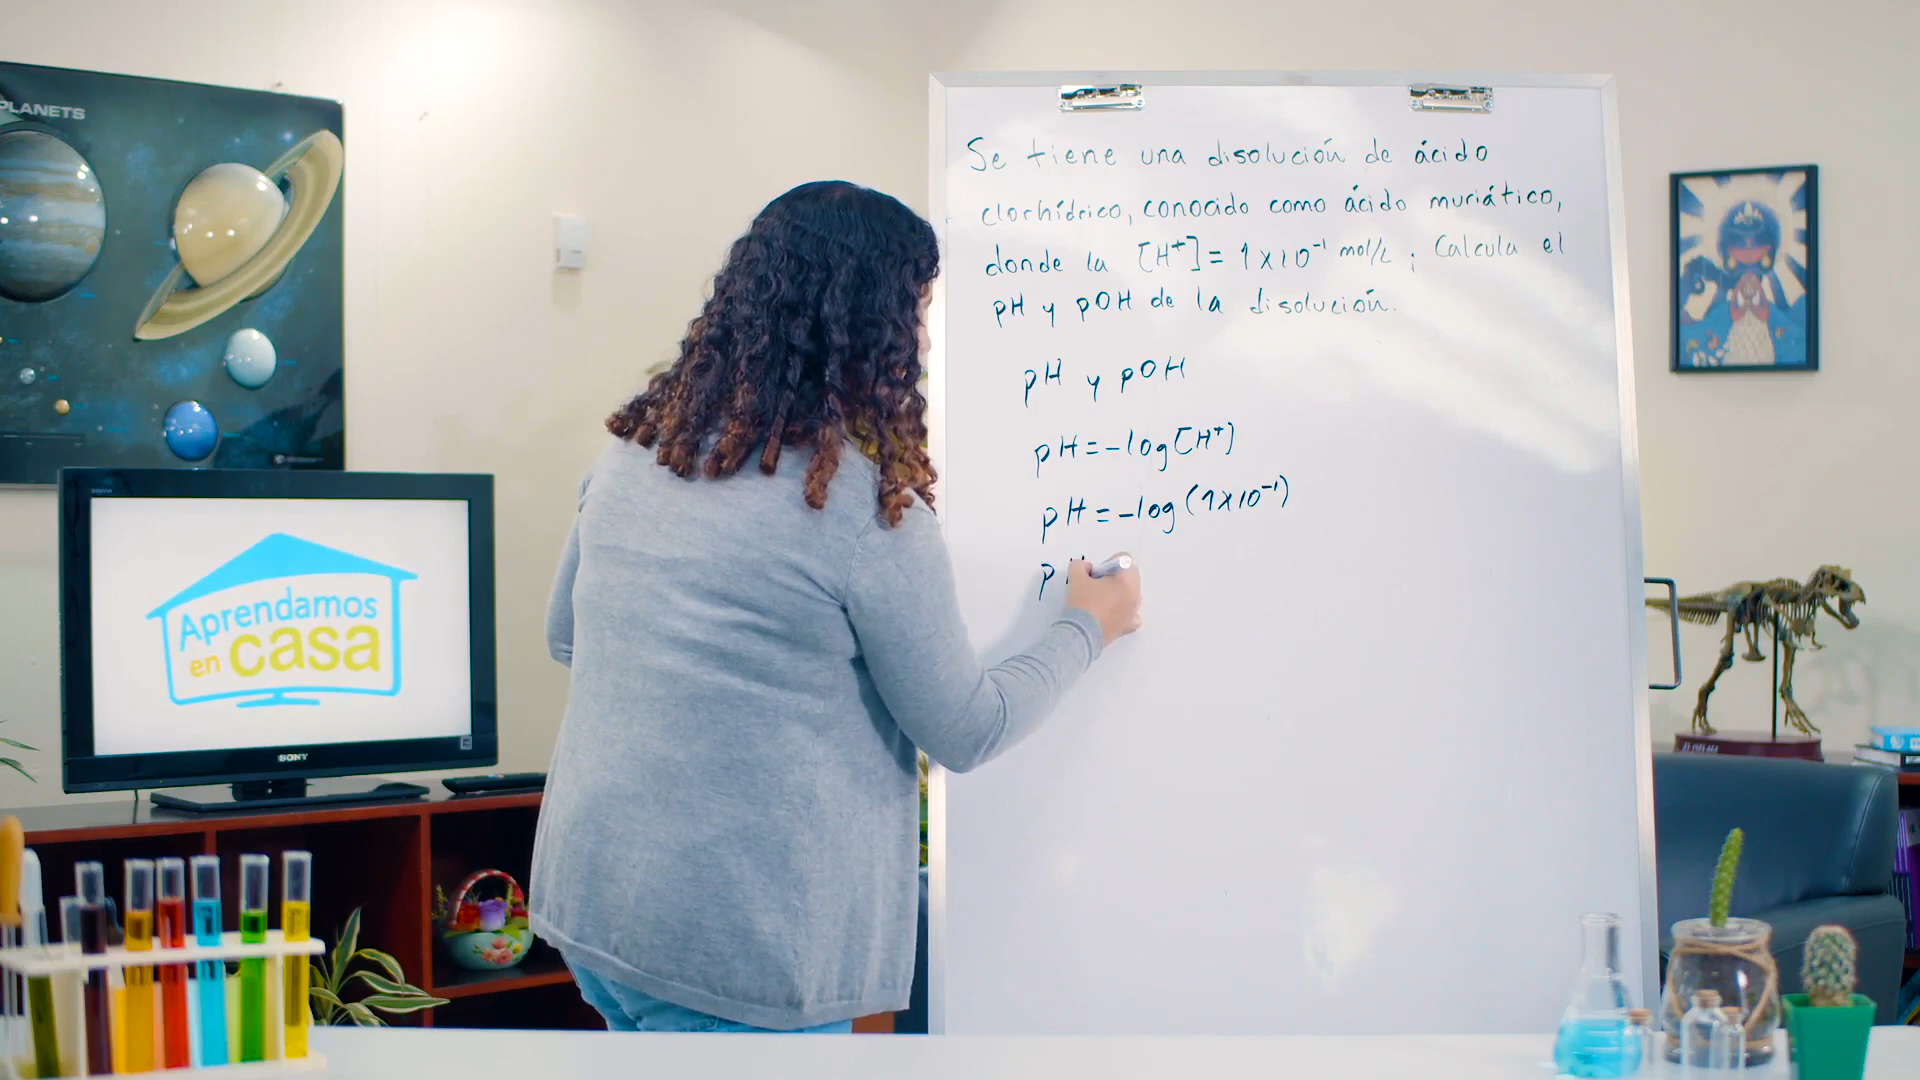 PLANETS
Aprendamos
en casa
SONY
Se tiene una disolución de ácido
clorhídrico, conocido como ácido muriático,
donde la [H⁺] = 1x10⁻¹ mol/L ; Calcula el
pH y pOH de la disolución.
pH y pOH
pH = -log[H⁺]
pH = -log(1x10⁻¹)
pH